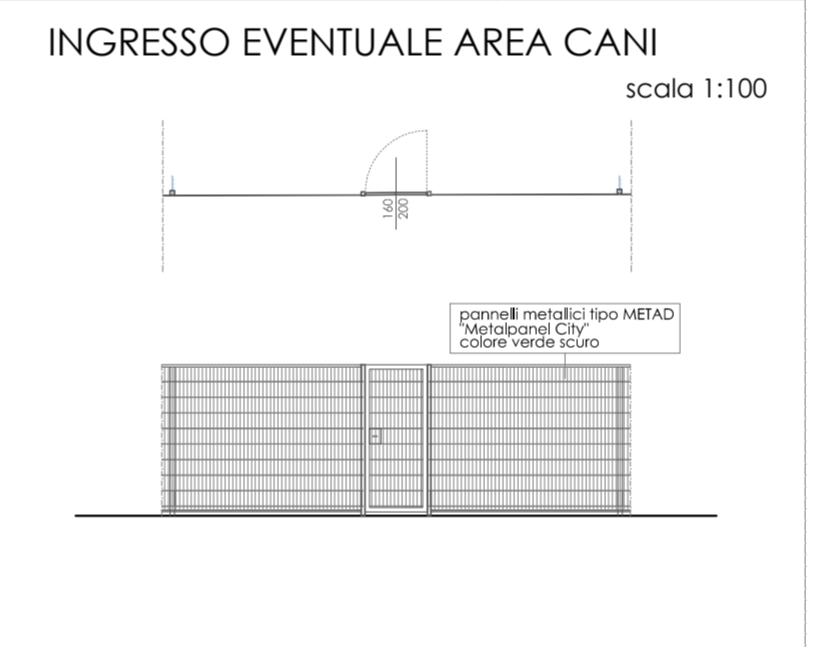 INGRESSO EVENTUALE AREA CANI
scala 1:100
160
200
pannelli metallici tipo METAD
"Metalpanel City"
colore verde scuro